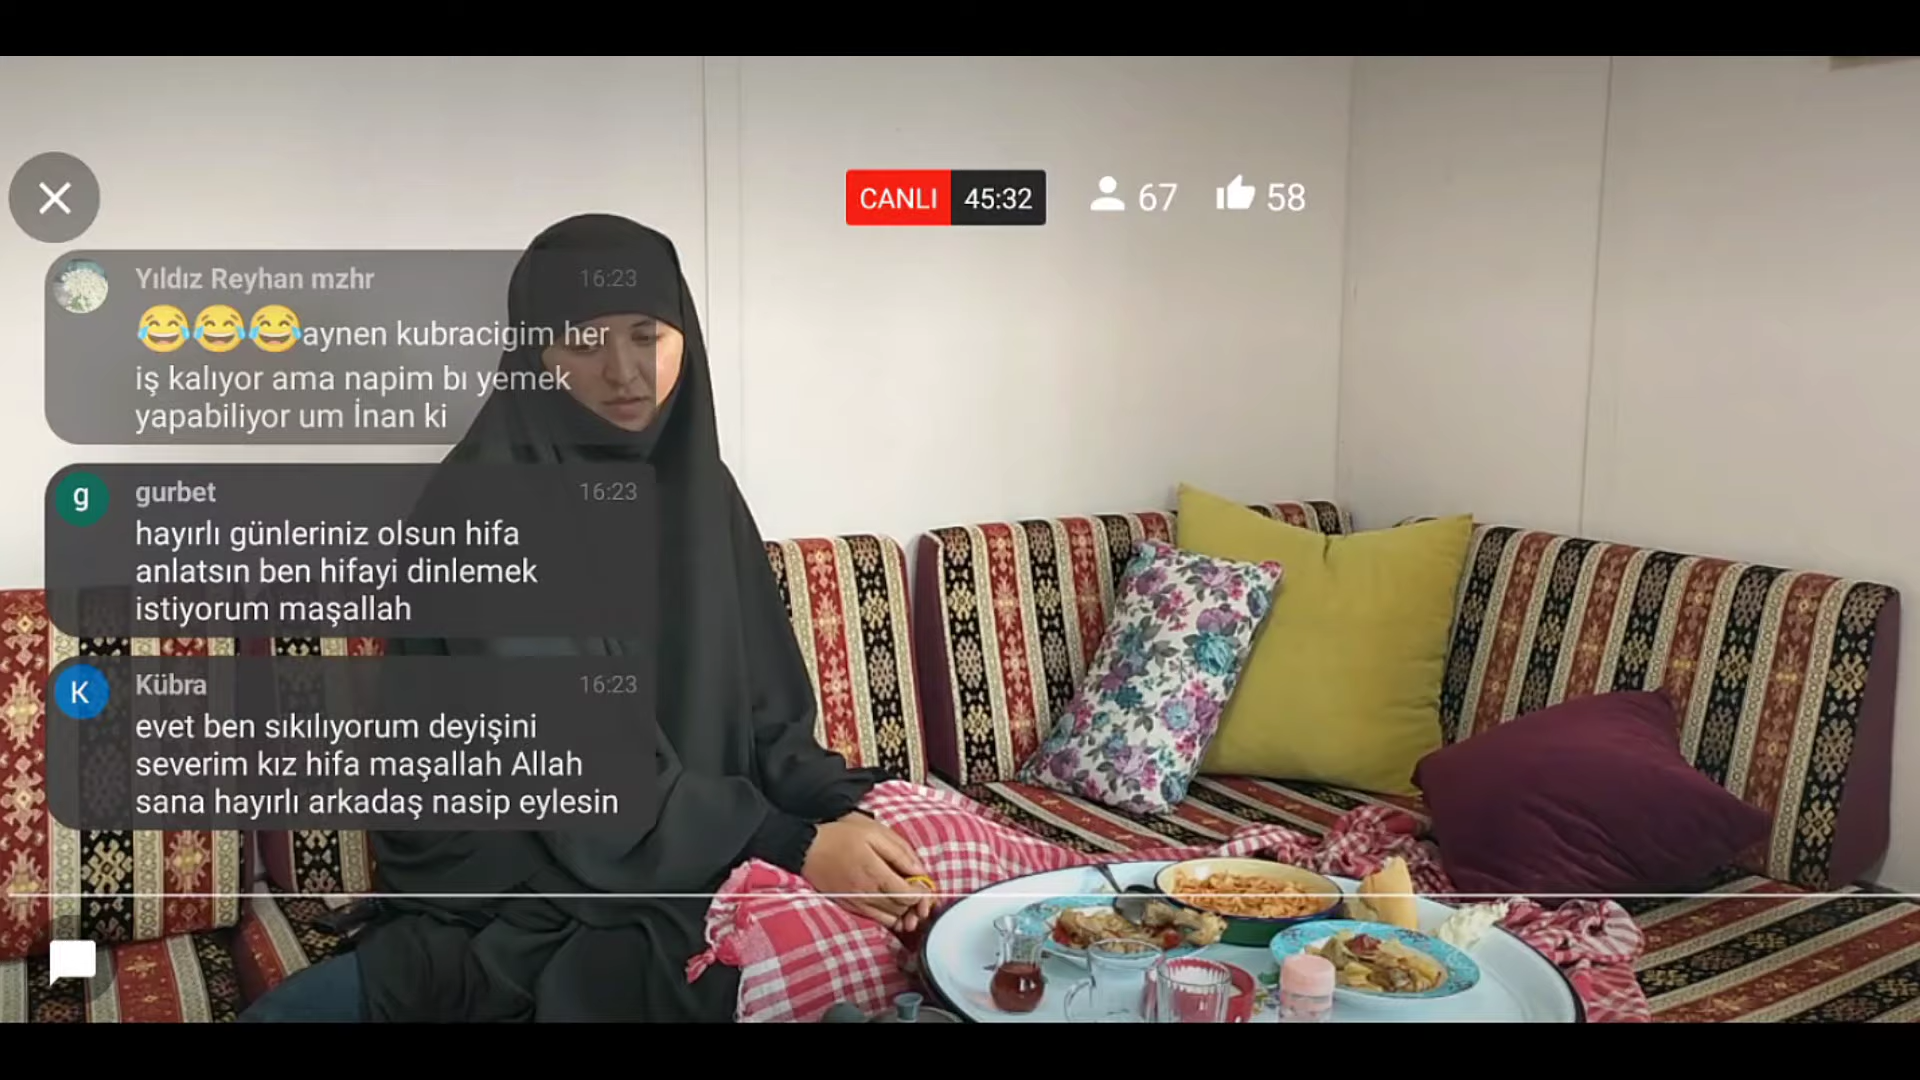 CANLI 45:32 67 58
Yıldız Reyhan mzhr 16:23
😂😂😂aynen kubracigim her
iş kalıyor ama napim bı yemek
yapabiliyor um İnan ki
g gurbet 16:23
hayırlı günleriniz olsun hifa
anlatsın ben hifayi dinlemek
istiyorum maşallah
K Kübra 16:23
evet ben sıkılıyorum deyişini
severim kız hifa maşallah Allah
sana hayırlı arkadaş nasip eylesin